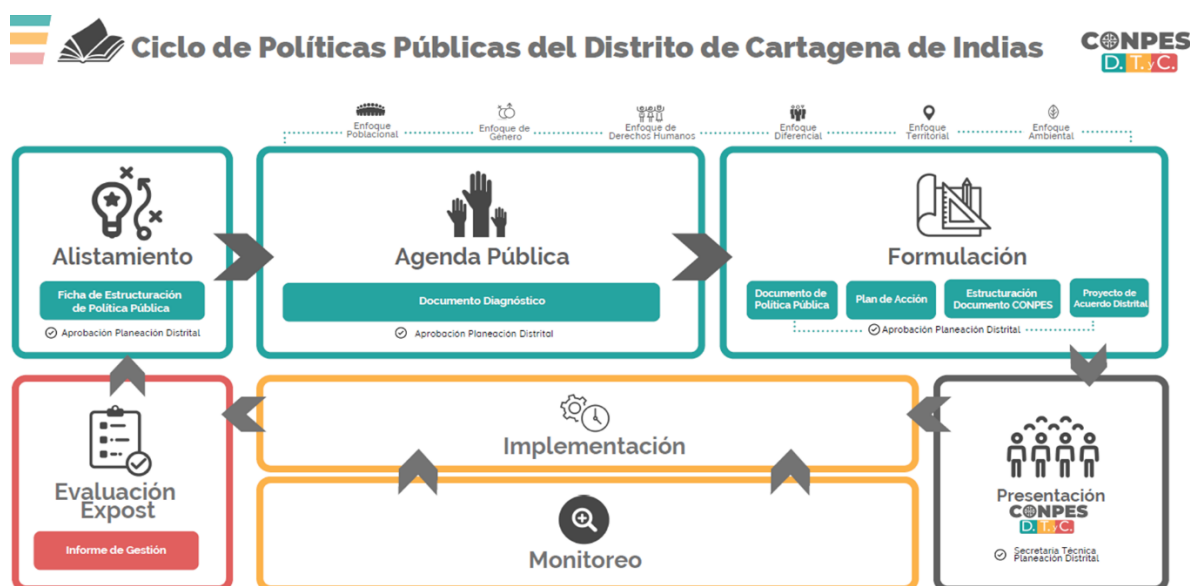 Ciclo de Políticas Públicas del Distrito de Cartagena de Indias
CONPES
D. T. y C.
Enfoque
Poblacional
Enfoque de
Género
Enfoque de
Derechos Humanos
Enfoque
Diferencial
Enfoque
Territorial
Enfoque
Ambiental
Alistamiento
Ficha de Estructuración
de Política Pública
Aprobación Planeación Distrital
Agenda Pública
Documento Diagnóstico
Aprobación Planeación Distrital
Formulación
Documento de
Política Pública
Plan de Acción
Estructuración
Documento CONPES
Proyecto de
Acuerdo Distrital
Aprobación Planeación Distrital
Evaluación
Expost
Informe de Gestión
Implementación
Monitoreo
Presentación
CONPES
D. T. y C.
Secretaría Técnica
Planeación Distrital